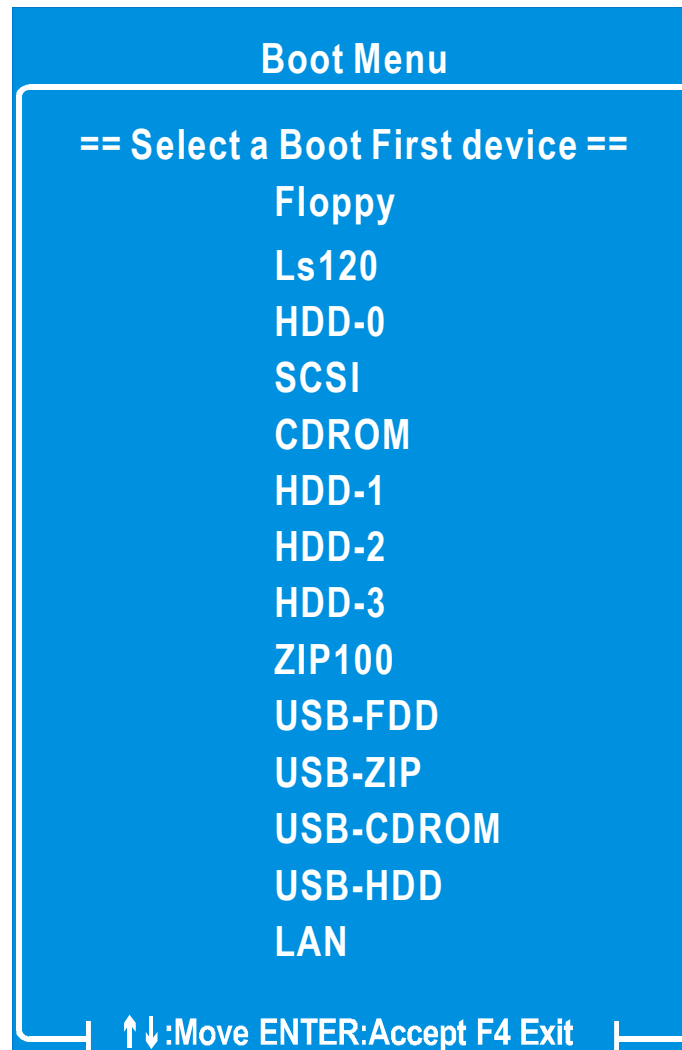 Boot Menu
== Select a Boot First device ==
Floppy
Ls120
HDD-0
SCSI
CDROM
HDD-1
HDD-2
HDD-3
ZIP100
USB-FDD
USB-ZIP
USB-CDROM
USB-HDD
LAN
↑↓:Move ENTER:Accept F4 Exit